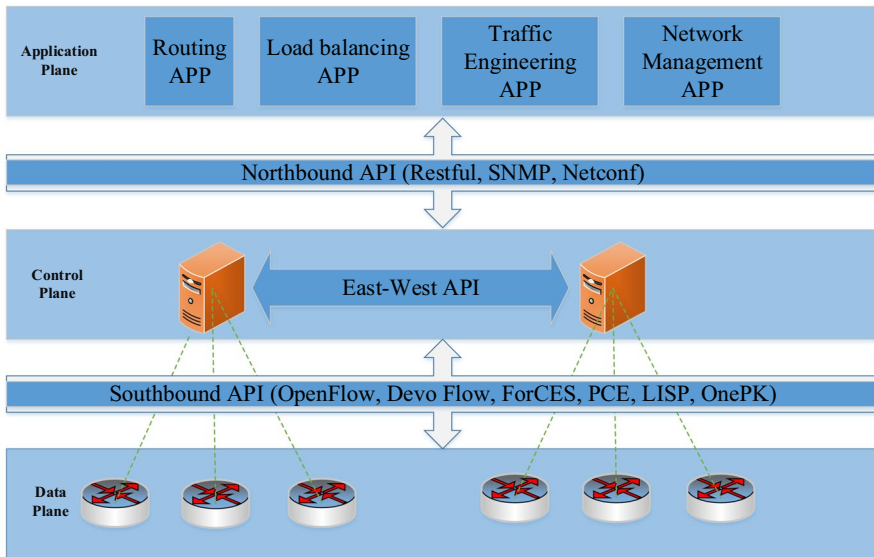 Application
Plane
Routing
APP
Load balancing
APP
Traffic
Engineering
APP
Network
Management
APP
Northbound API (Restful, SNMP, Netconf)
Control
Plane
East-West API
Southbound API (OpenFlow, Devo Flow, ForCES, PCE, LISP, OnePK)
Data
Plane